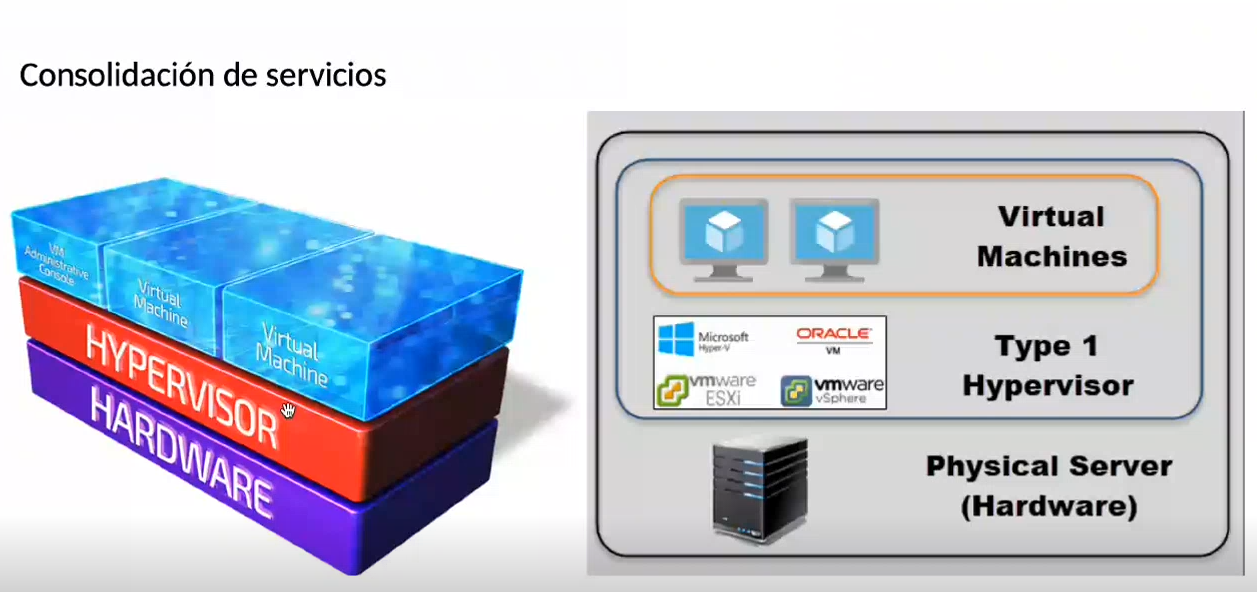 Consolidación de servicios
VM
Administrative
Console
Virtual
Machine
Virtual
Machine
HYPERVISOR
HARDWARE
Virtual
Machines
Microsoft
Hyper-V
ORACLE
VM
vmware
ESXi
vmware
vSphere
Type 1
Hypervisor
Physical Server
(Hardware)